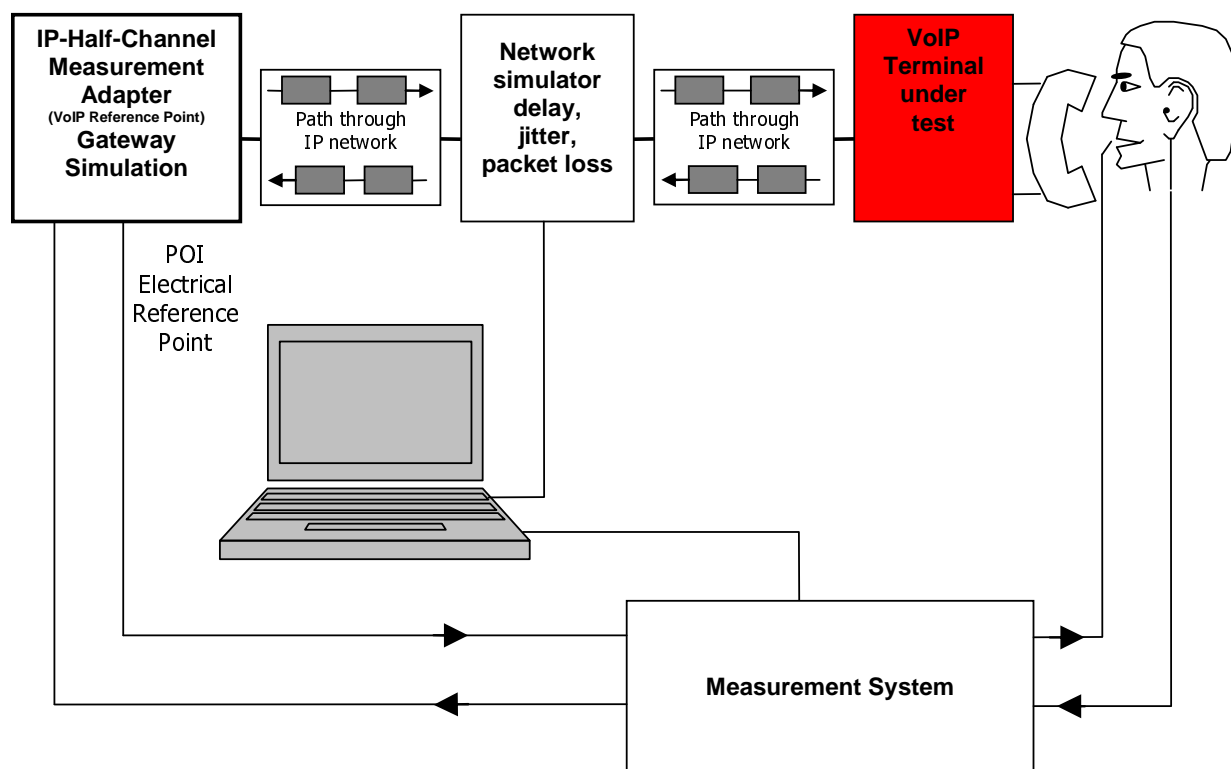 IP-Half-Channel
Measurement
Adapter
(VoIP Reference Point)
Gateway
Simulation
Path through
IP network
Network
simulator
delay,
jitter,
packet loss
Path through
IP network
VoIP
Terminal
under
test
POI
Electrical
Reference
Point
Measurement System